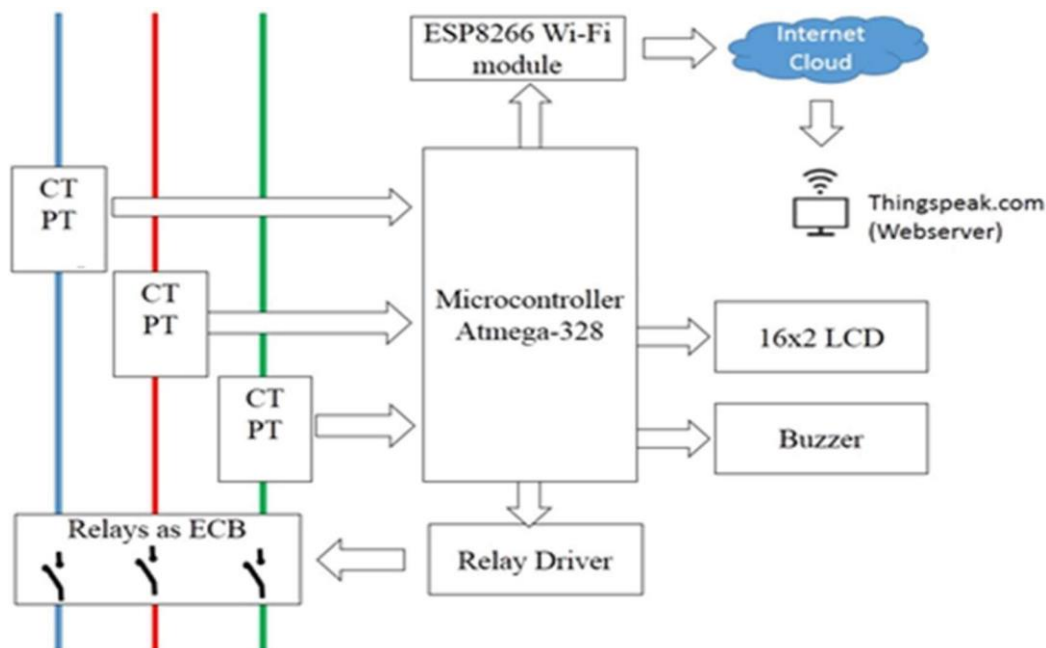 ESP8266 Wi-Fi
module
Internet
Cloud
CT
PT
Thingspeak.com
(Webserver)
CT
PT
Microcontroller
Atmega-328
16x2 LCD
CT
PT
Buzzer
Relays as ECB
Relay Driver